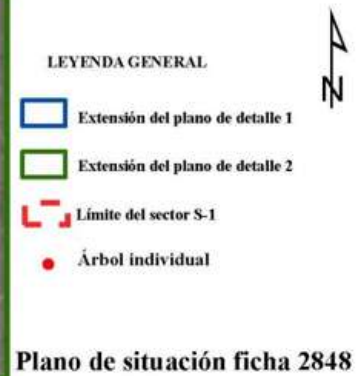 N
LEYENDA GENERAL
Extensión del plano de detalle 1
Extensión del plano de detalle 2
Límite del sector S-1
Árbol individual
Plano de situación ficha 2848